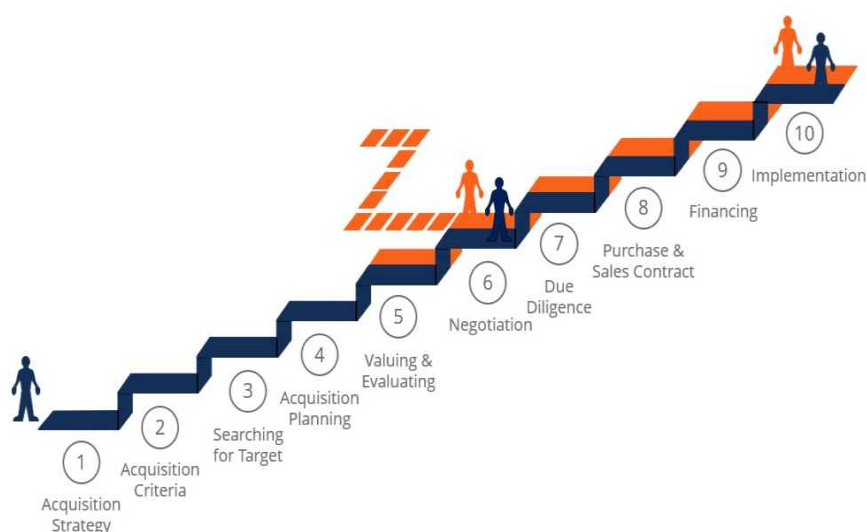 1
Acquisition
Strategy
2
Acquisition
Criteria
3
Searching
for Target
4
Acquisition
Planning
5
Valuing &
Evaluating
6
Negotiation
7
Due
Diligence
8
Purchase &
Sales Contract
9
Financing
10
Implementation